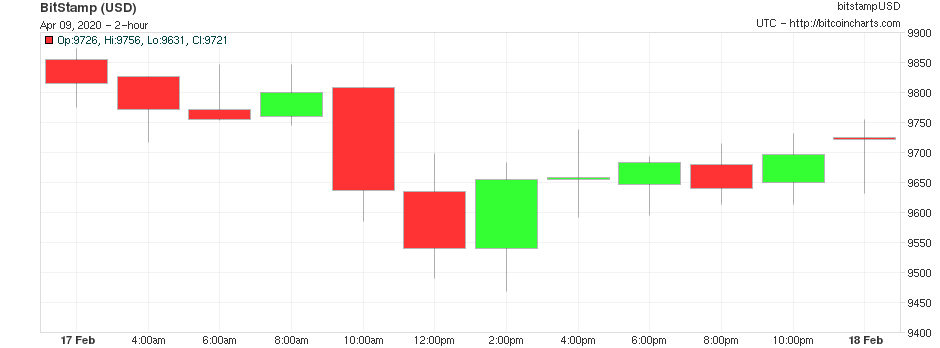 BitStamp (USD)
bitstampUSD
Apr 09, 2020 - 2-hour
UTC - http://bitcoincharts.com
Op:9726, Hi:9756, Lo:9631, Cl:9721
9900
9850
9800
9750
9700
9650
9600
9550
9500
9450
9400
17 Feb 4:00am 6:00am 8:00am 10:00am 12:00pm 2:00pm 4:00pm 6:00pm 8:00pm 10:00pm 18 Feb